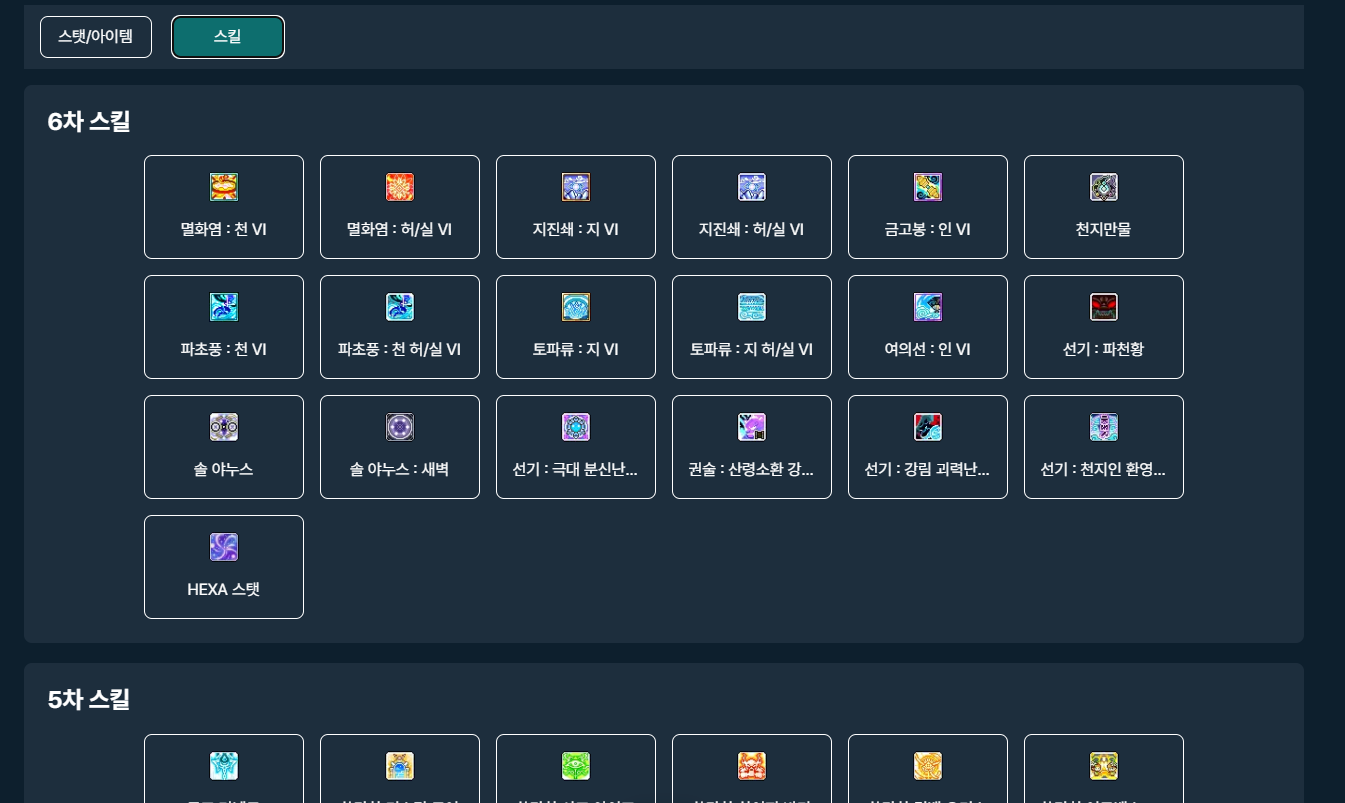 스탯/아이템
스킬
6차 스킬
멸화염 : 천 VI
멸화염 : 허/실 VI
지진쇄 : 지 VI
지진쇄 : 허/실 VI
금고봉 : 인 VI
천지만물
파초풍 : 천 VI
파초풍 : 천 허/실 VI
토파류 : 지 VI
토파류 : 지 허/실 VI
여의선 : 인 VI
선기 : 파천황
솔 야누스
솔 야누스 : 새벽
선기 : 극대 분신난...
권술 : 산령소환 강...
선기 : 강림 괴력난...
선기 : 천지인 환영...
HEXA 스탯
5차 스킬